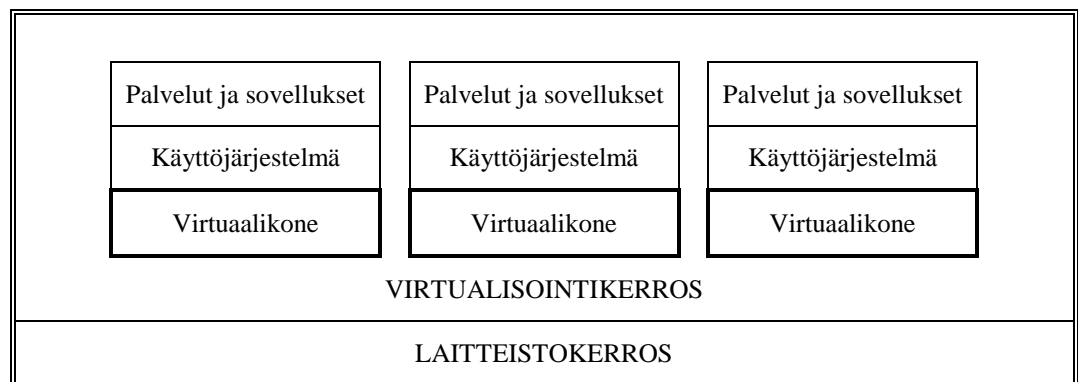 Palvelut ja sovellukset
Palvelut ja sovellukset
Palvelut ja sovellukset
Käyttöjärjestelmä
Käyttöjärjestelmä
Käyttöjärjestelmä
Virtuaalikone
Virtuaalikone
Virtuaalikone
VIRTUALISOINTIKERROS
LAITTEISTOKERROS